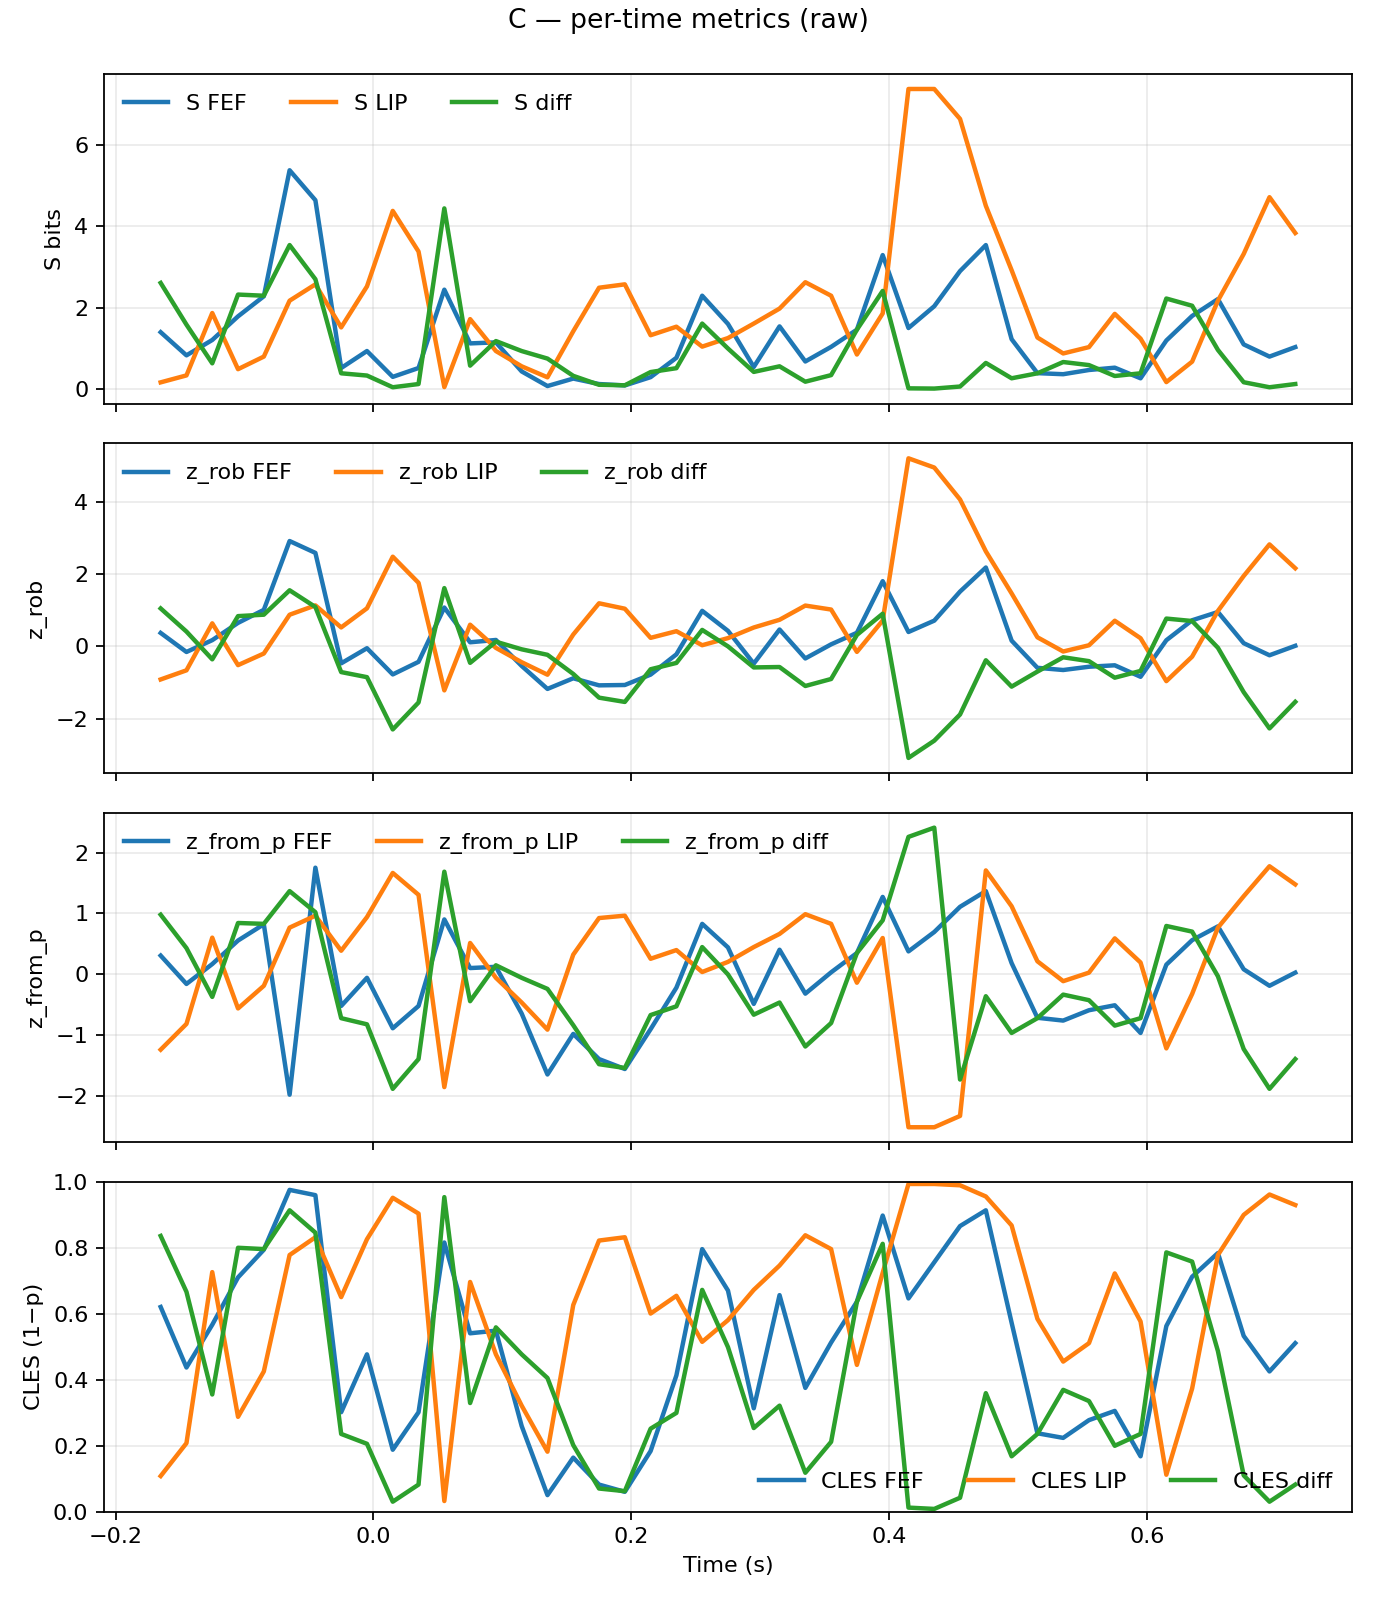 C — per-time metrics (raw)
S FEF S LIP S diff
S bits
6
4
2
0
z_rob FEF z_rob LIP z_rob diff
z_rob
4
2
0
−2
z_from_p FEF z_from_p LIP z_from_p diff
z_from_p
2
1
0
−1
−2
CLES (1−p)
1.0
0.8
0.6
0.4
0.2
0.0
CLES FEF CLES LIP CLES diff
−0.2 0.0 0.2 0.4 0.6
Time (s)